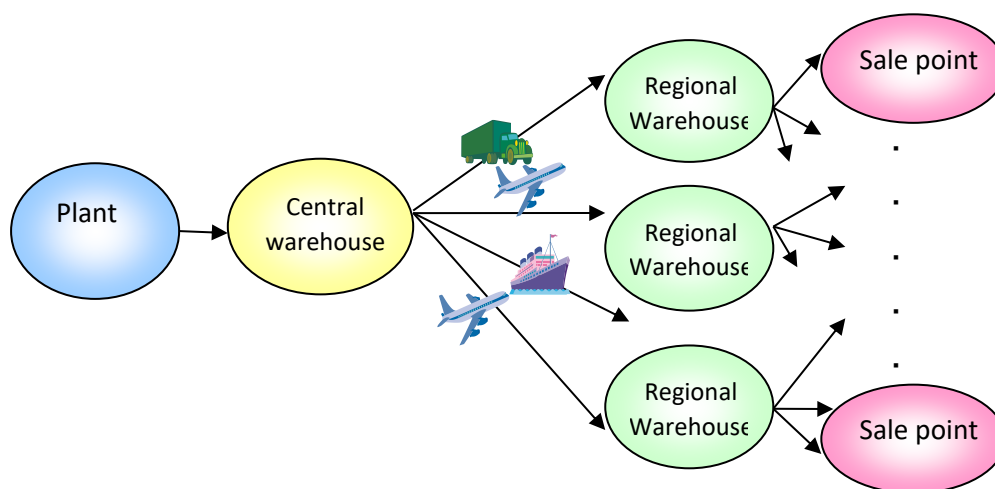 Plant
Central
warehouse
Regional
Warehouse
Regional
Warehouse
Regional
Warehouse
Sale point
Sale point